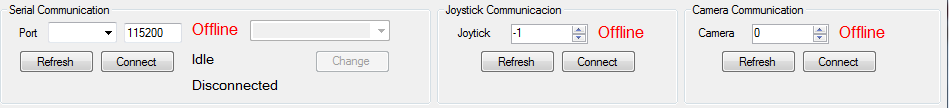 Serial Communication
Port 115200 Offline
Refresh Connect Idle Change
Disconnected
Joystick Communicacion
Joytick -1 Offline
Refresh Connect
Camera Communication
Camera 0 Offline
Refresh Connect